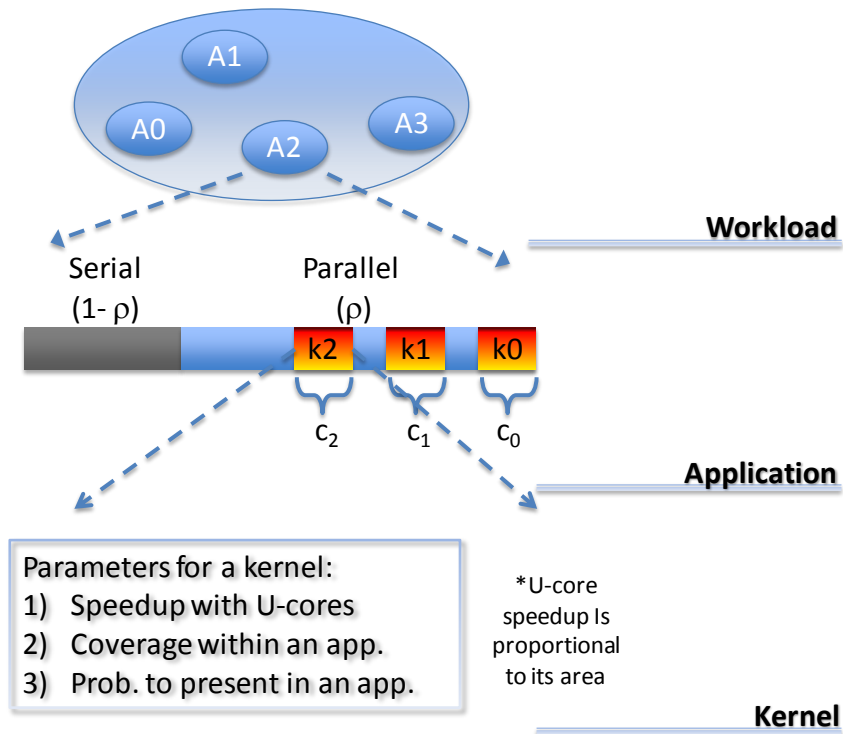 A1
A0
A2
A3
Workload
Serial
(1- ρ)
Parallel
(ρ)
k2
k1
k0
c₂
c₁
c₀
Application
Parameters for a kernel:
1) Speedup with U-cores
2) Coverage within an app.
3) Prob. to present in an app.
*U-core
speedup Is
proportional
to its area
Kernel